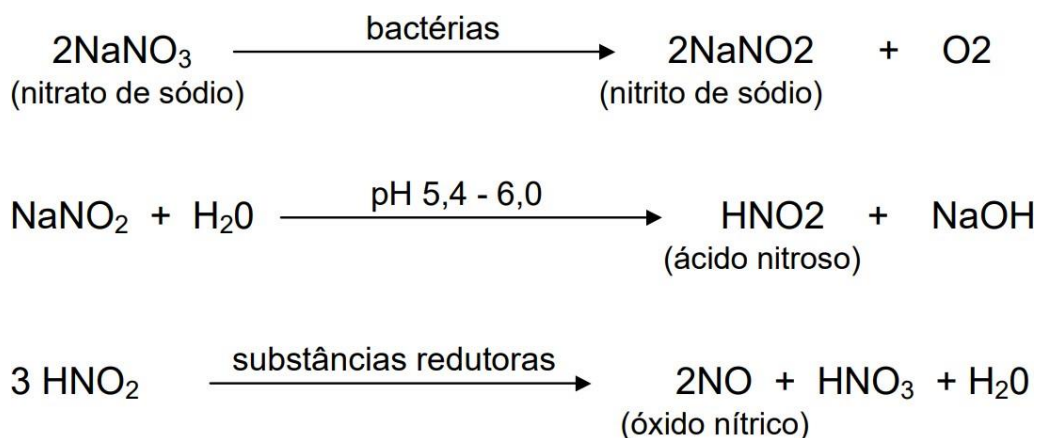 bactérias
2NaNO₃ 2NaNO2 + O2
(nitrato de sódio) (nitrito de sódio)
pH 5,4 - 6,0
NaNO₂ + H₂0 HNO2 + NaOH
(ácido nitroso)
substâncias redutoras
3 HNO₂ 2NO + HNO₃ + H₂0
(óxido nítrico)